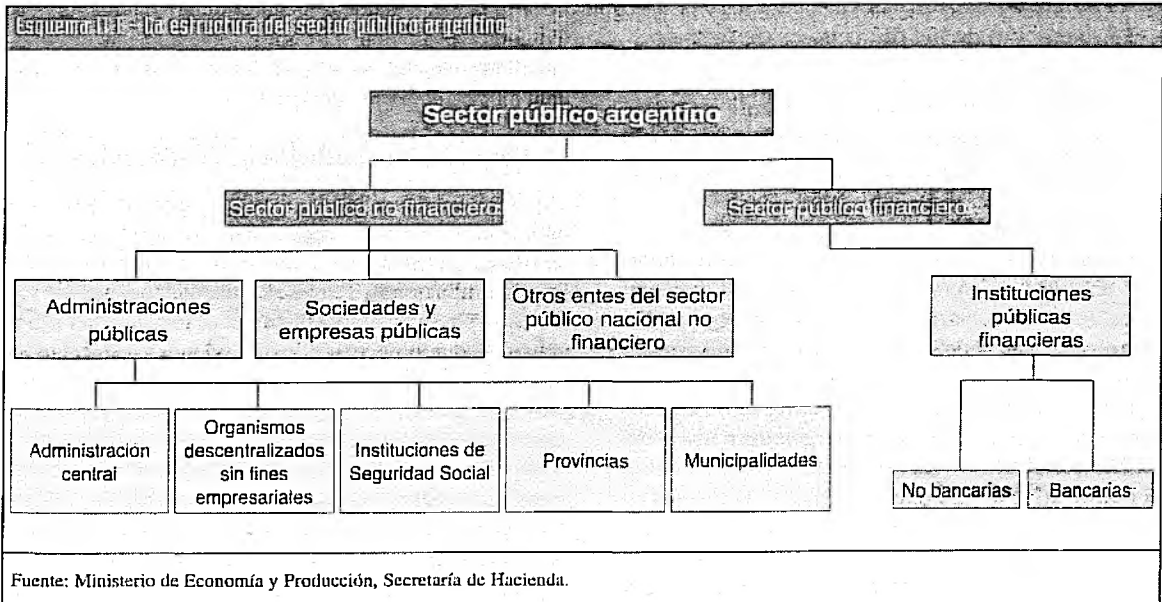 Esquema 11.1 - La estructura del sector público argentino
Sector público argentino
Sector público no financiero
Sector público financiero
Administraciones
públicas
Sociedades y
empresas públicas
Otros entes del sector
público nacional no
financiero
Instituciones
públicas
financieras
Administración
central
Organismos
descentralizados
sin fines
empresariales
Instituciones de
Seguridad Social
Provincias
Municipalidades
No bancarias
Bancarias
Fuente: Ministerio de Economía y Producción, Secretaría de Hacienda.